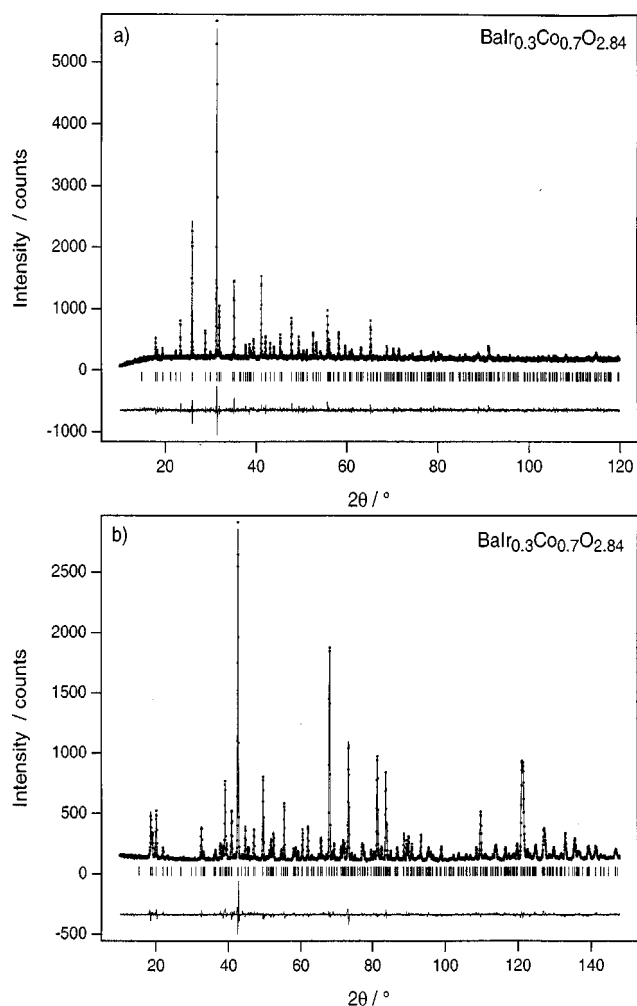 a)
BaIr0.3Co0.7O2.84
5000
4000
3000
2000
1000
0
-1000
Intensity / counts
20 40 60 80 100 120
2θ / °
b)
BaIr0.3Co0.7O2.84
2500
2000
1500
1000
500
0
-500
Intensity / counts
20 40 60 80 100 120 140
2θ / °